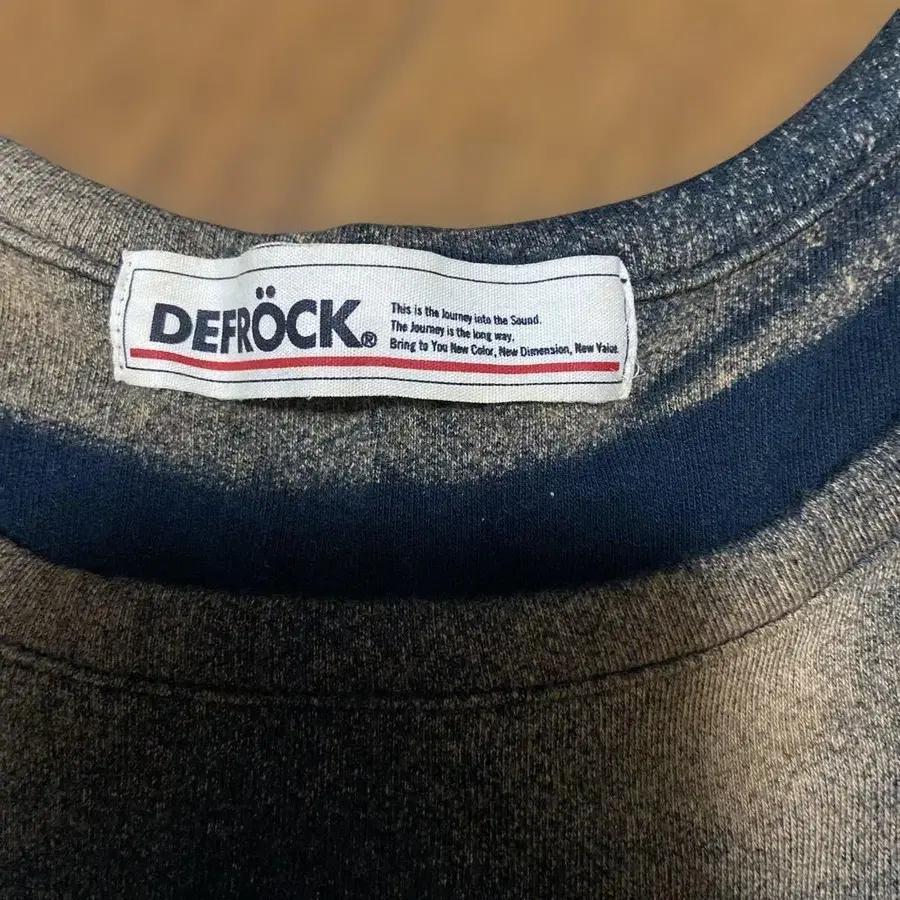 DEFRÖCK®
This is the Journey into the Sound.
The Journey is the long way.
Bring to You New Color, New Dimension, New Value.